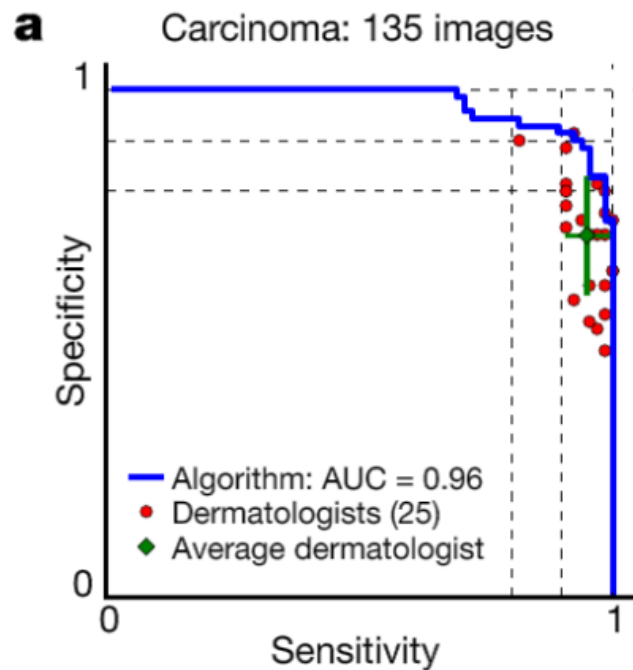 a
Carcinoma: 135 images
1
Specificity
Algorithm: AUC = 0.96
Dermatologists (25)
Average dermatologist
0
0
1
Sensitivity